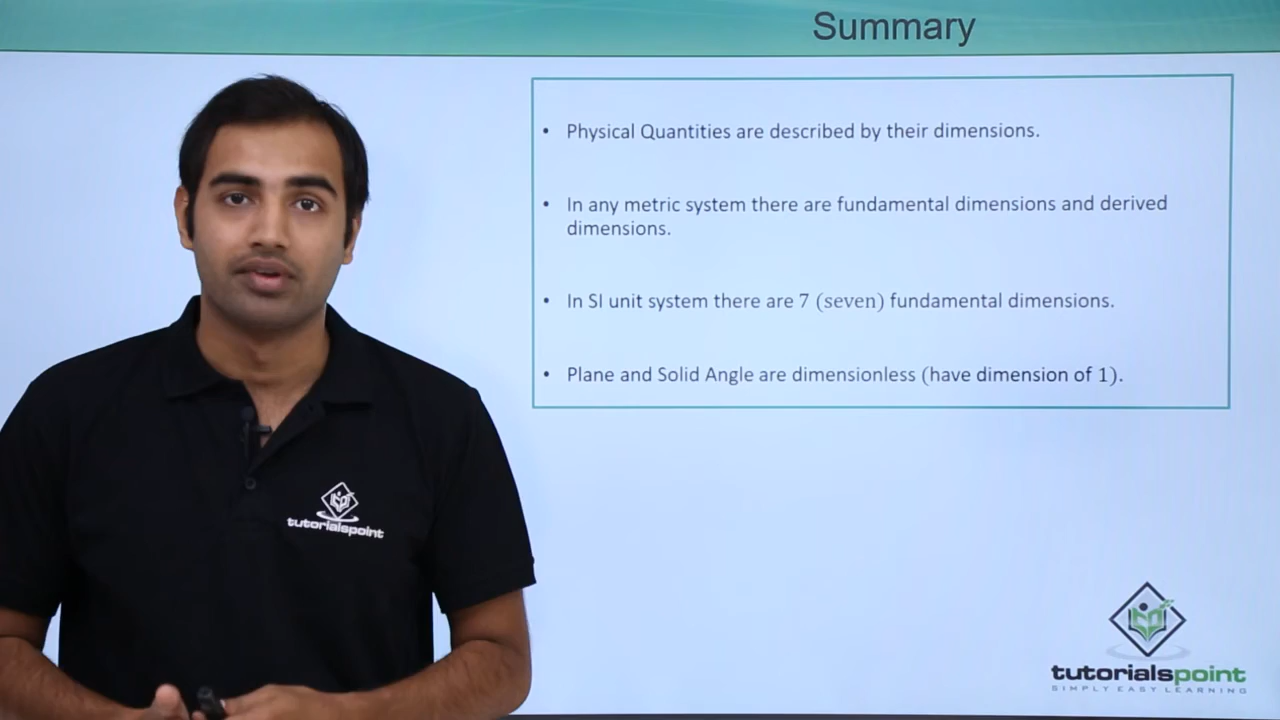 Summary
• Physical Quantities are described by their dimensions.
• In any metric system there are fundamental dimensions and derived
dimensions.
• In SI unit system there are 7 (seven) fundamental dimensions.
• Plane and Solid Angle are dimensionless (have dimension of 1).
tutorialspoint
tutorialspoint
SIMPLY EASY LEARNING